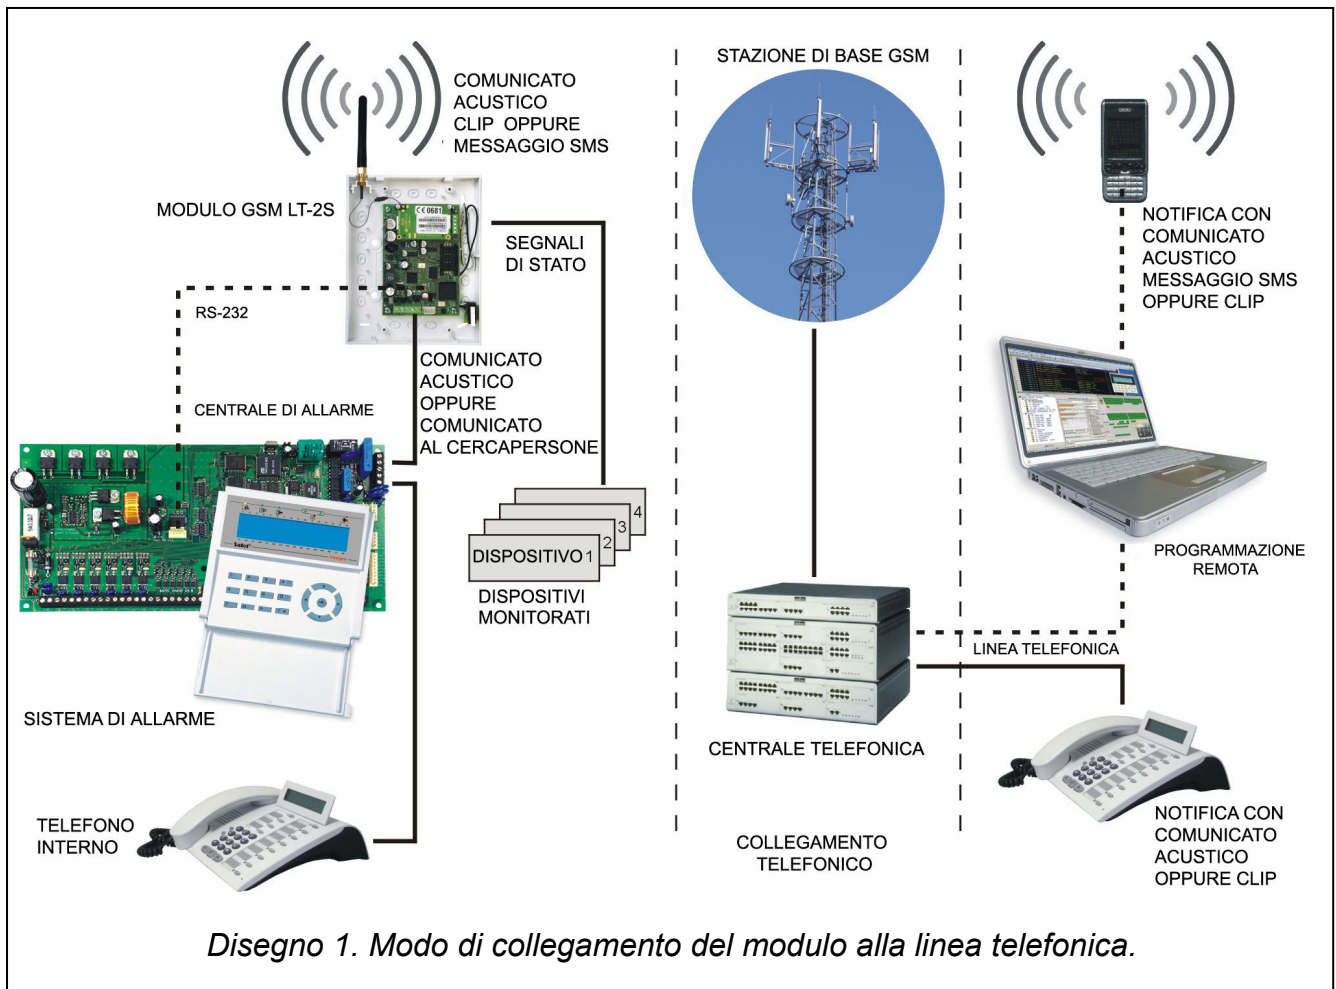 COMUNICATO
ACUSTICO
CLIP OPPURE
MESSAGGIO SMS
MODULO GSM LT-2S
CE 0681
SEGNALI
DI STATO
RS-232
COMUNICATO
ACUSTICO
OPPURE
COMUNICATO
AL CERCAPERSONE
CENTRALE DI ALLARME
Satel
4
3
2
DISPOSITIVO 1
DISPOSITIVI
MONITORATI
SISTEMA DI ALLARME
TELEFONO
INTERNO
STAZIONE DI BASE GSM
CENTRALE TELEFONICA
COLLEGAMENTO
TELEFONICO
NOTIFICA CON
COMUNICATO
ACUSTICO
MESSAGGIO SMS
OPPURE CLIP
PROGRAMMAZIONE
REMOTA
LINEA TELEFONICA
NOTIFICA CON
COMUNICATO
ACUSTICO
OPPURE CLIP
Disegno 1. Modo di collegamento del modulo alla linea telefonica.